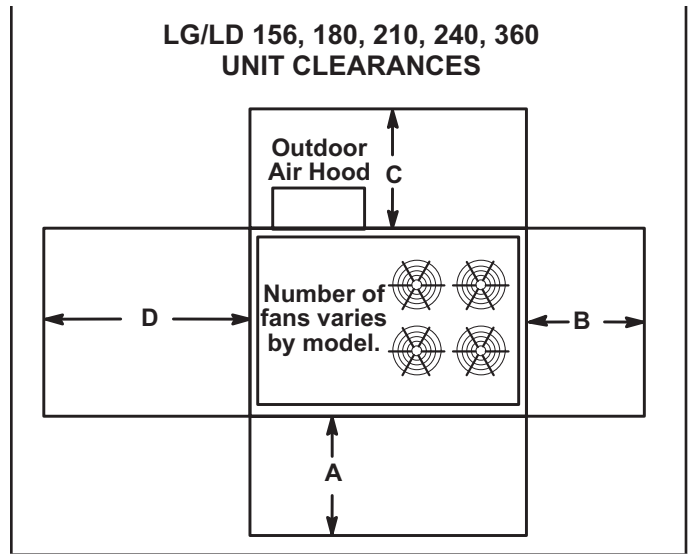 LG/LD 156, 180, 210, 240, 360
UNIT CLEARANCES
Outdoor
Air Hood
C
Number of
fans varies
by model.
D
B
A